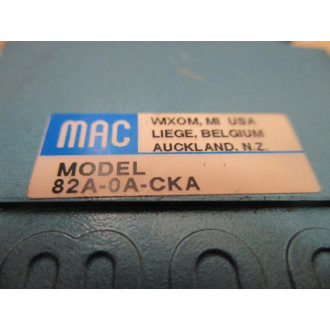 MAC
WIXOM, MI USA
LIEGE, BELGIUM
AUCKLAND, N.Z.
MODEL
82A-0A-CKA